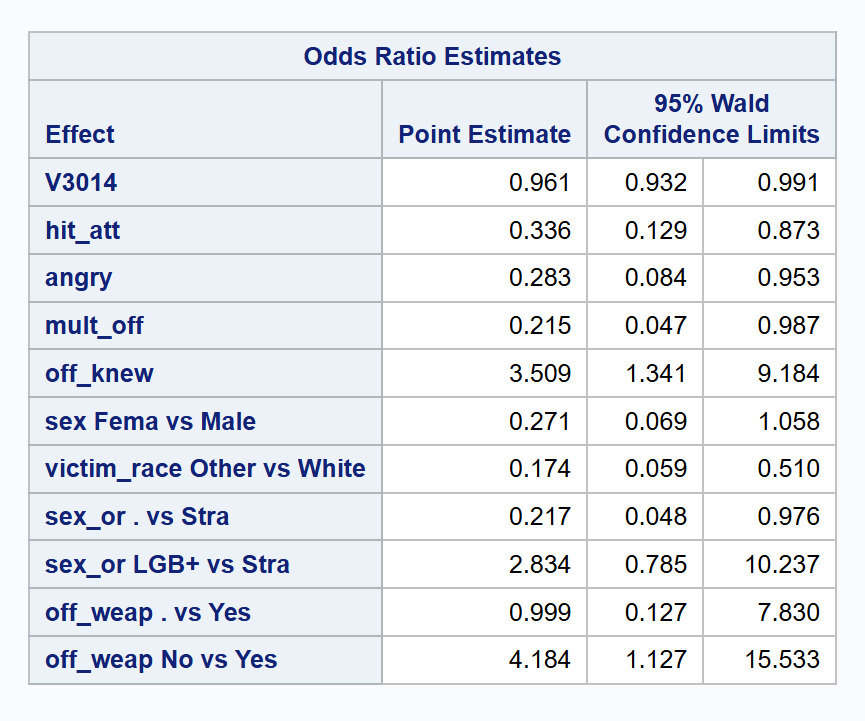 Odds Ratio Estimates
Effect Point Estimate 95% Wald
Confidence Limits
V3014 0.961 0.932 0.991
hit_att 0.336 0.129 0.873
angry 0.283 0.084 0.953
mult_off 0.215 0.047 0.987
off_knew 3.509 1.341 9.184
sex Fema vs Male 0.271 0.069 1.058
victim_race Other vs White 0.174 0.059 0.510
sex_or . vs Stra 0.217 0.048 0.976
sex_or LGB+ vs Stra 2.834 0.785 10.237
off_weap . vs Yes 0.999 0.127 7.830
off_weap No vs Yes 4.184 1.127 15.533